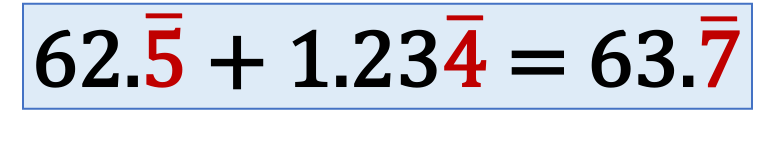 62.5̅ + 1.234̅ = 63.7̅